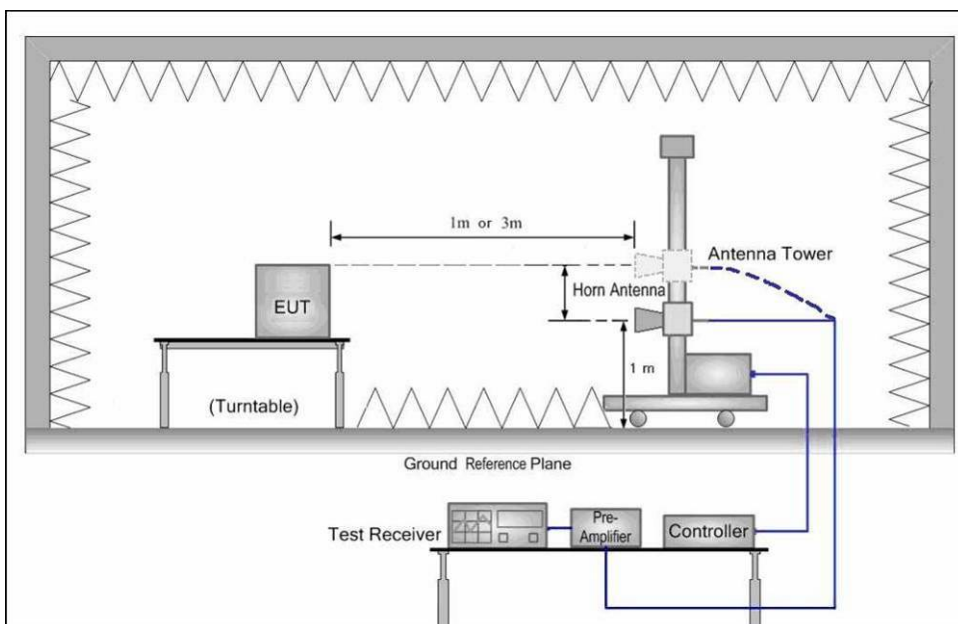 1m or 3m
Antenna Tower
Horn Antenna
EUT
1 m
(Turntable)
Ground Reference Plane
Test Receiver
Pre-
Amplifier
Controller